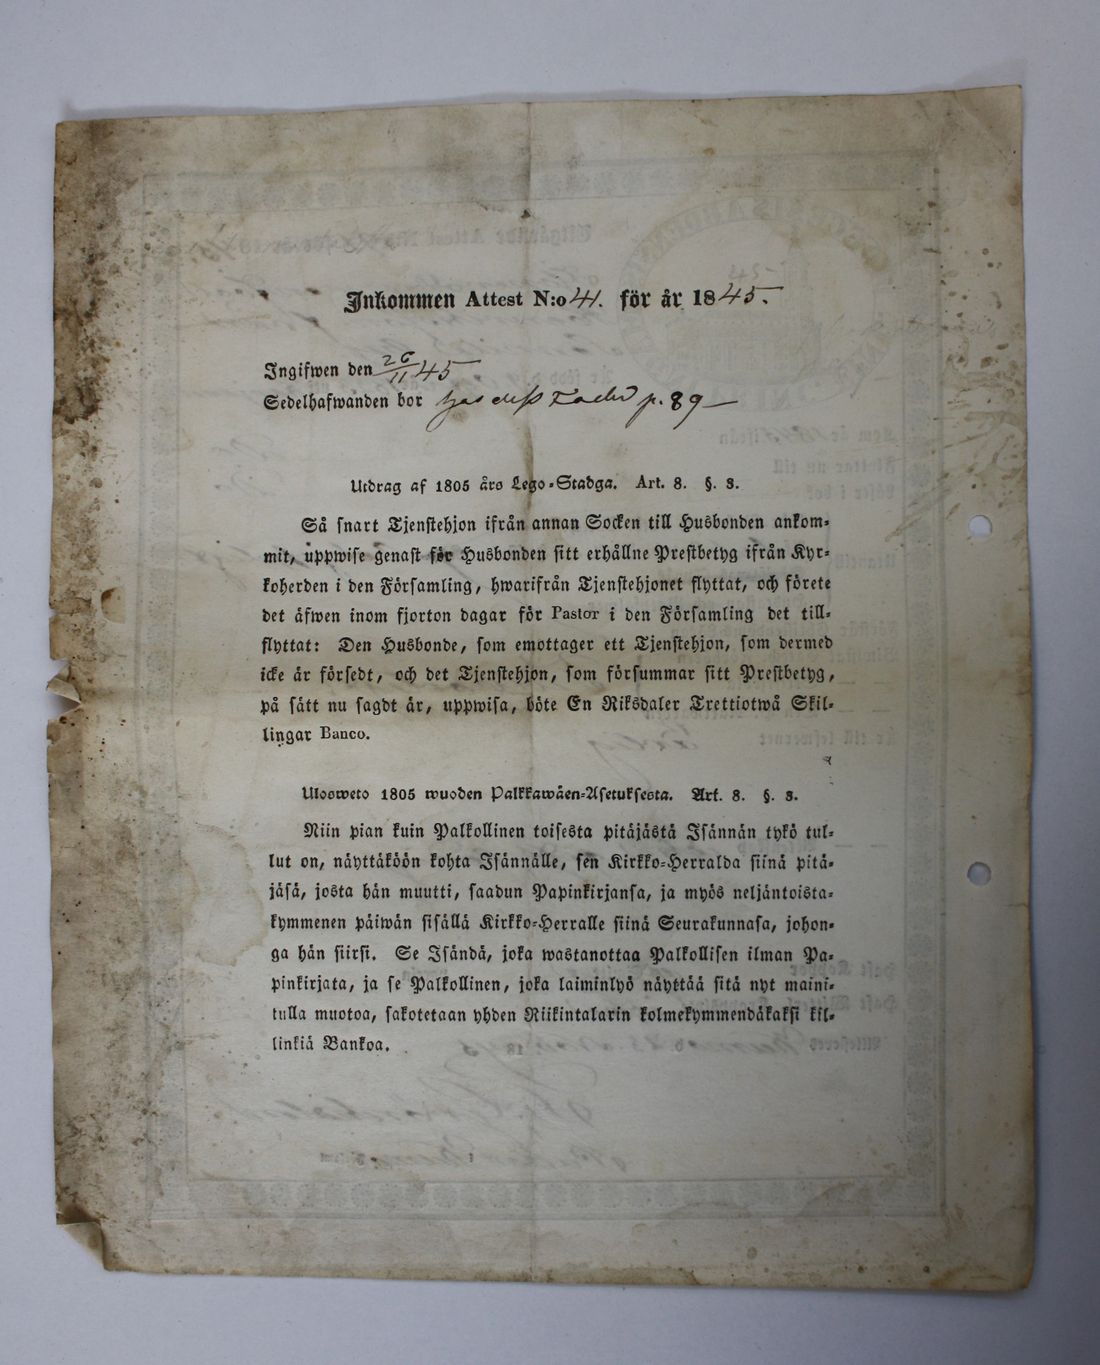 Inkommen Attest N:o 41. för år 1845.
Ingifwen den 26/11 45
Sedelhafwanden bor hos dess Fader p. 89
Utdrag af 1805 års Lego-Stadga. Art. 8. §. 3.
Så snart Tjenstehjon ifrån annan Socken till Husbonden ankom-
mit, uppwise genast för Husbonden sitt erhållne Prestbetyg ifrån Kyr-
koherden i den Församling, hwarifrån Tjenstehjonet flyttat, och förete
det äfwen inom fjorton dagar för Pastor i den Församling det till-
flyttat: Den Husbonde, som emottager ett Tjenstehjon, som dermed
icke är försedt, och det Tjenstehjon, som försummar sitt Prestbetyg,
på sätt nu sagdt är, uppwisa, böte En Riksdaler Trettiotwå Skil-
lingar Banco.
Ulosweto 1805 wuoden Palkkawäen-Asetuksesta. Art. 8. §. 3.
Niin pian kuin Palkollinen toisesta pitäjästä Isännän tykö tul-
lut on, näyttäköön kohta Isännälle, sen Kirkko-Herralda siinä pitä-
jäsä, josta hän muutti, saadun Papinkirjansa, ja myös neljäntoista-
kymmenen päiwän sisällä Kirkko-Herralle siinä Seurakunnasa, johon-
ga hän siirsi. Se Isändä, joka wastanottaa Palkollisen ilman Pa-
pinkirjata, ja se Palkollinen, joka laiminlyö näyttää sitä nyt maini-
tulla muotoa, sakotetaan yhden Riikintalarin kolmekymmendäkaksi kil-
linkiä Bankoa.